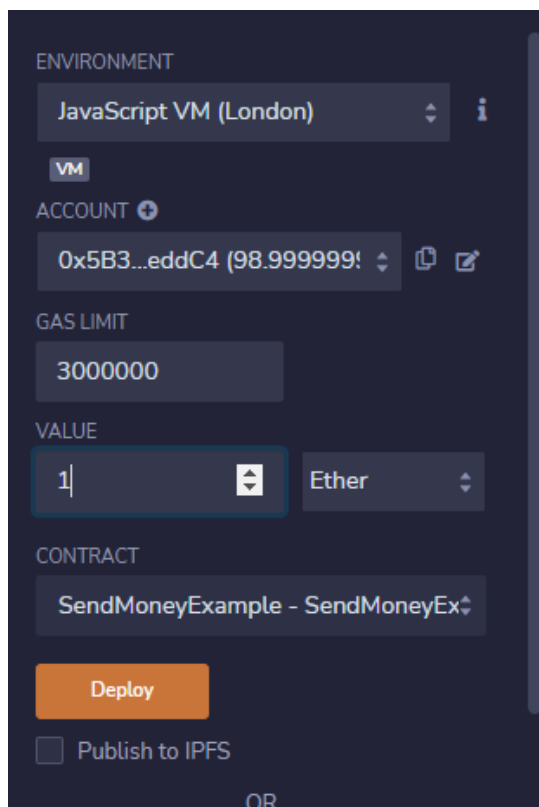 ENVIRONMENT
JavaScript VM (London)
VM
ACCOUNT
0x5B3...eddC4 (98.9999999
GAS LIMIT
3000000
VALUE
1 Ether
CONTRACT
SendMoneyExample - SendMoneyEx
Deploy
Publish to IPFS
OR